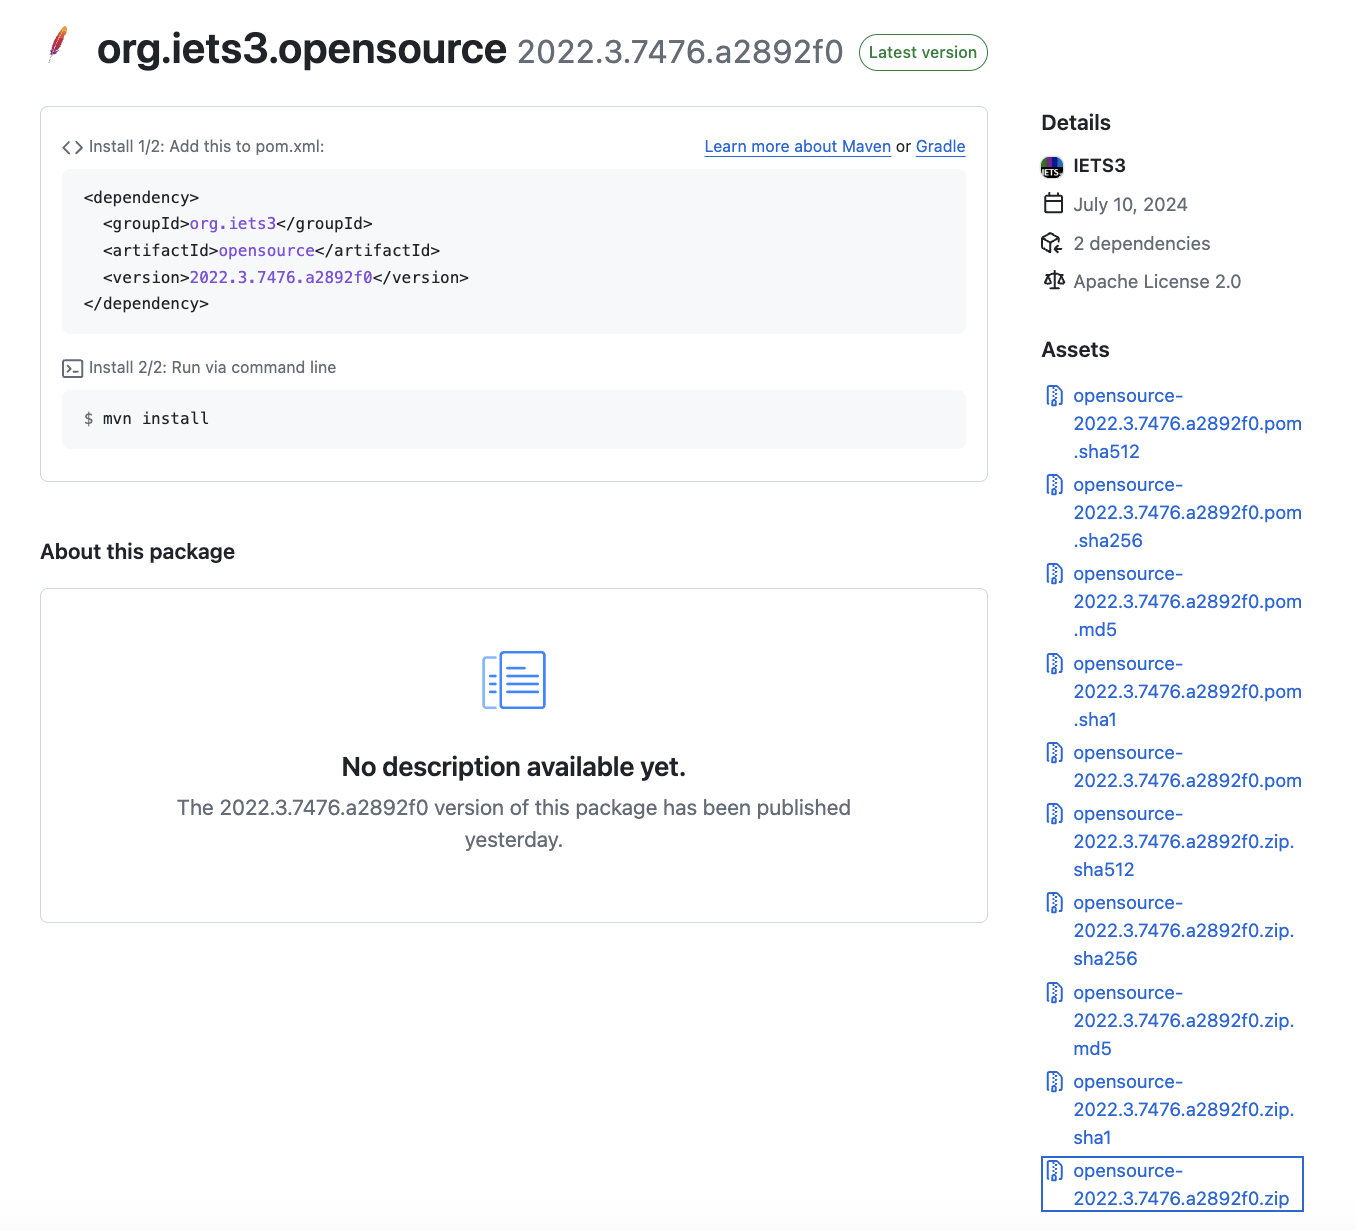 org.iets3.opensource 2022.3.7476.a2892f0 Latest version
Install 1/2: Add this to pom.xml:
Learn more about Maven or Gradle
<dependency>
  <groupId>org.iets3</groupId>
  <artifactId>opensource</artifactId>
  <version>2022.3.7476.a2892f0</version>
</dependency>
Install 2/2: Run via command line
$ mvn install
About this package
No description available yet.
The 2022.3.7476.a2892f0 version of this package has been published
yesterday.
Details
IETS3
IETS3
July 10, 2024
2 dependencies
Apache License 2.0
Assets
opensource-
2022.3.7476.a2892f0.pom
.sha512
opensource-
2022.3.7476.a2892f0.pom
.sha256
opensource-
2022.3.7476.a2892f0.pom
.md5
opensource-
2022.3.7476.a2892f0.pom
.sha1
opensource-
2022.3.7476.a2892f0.pom
opensource-
2022.3.7476.a2892f0.zip.
sha512
opensource-
2022.3.7476.a2892f0.zip.
sha256
opensource-
2022.3.7476.a2892f0.zip.
md5
opensource-
2022.3.7476.a2892f0.zip.
sha1
opensource-
2022.3.7476.a2892f0.zip